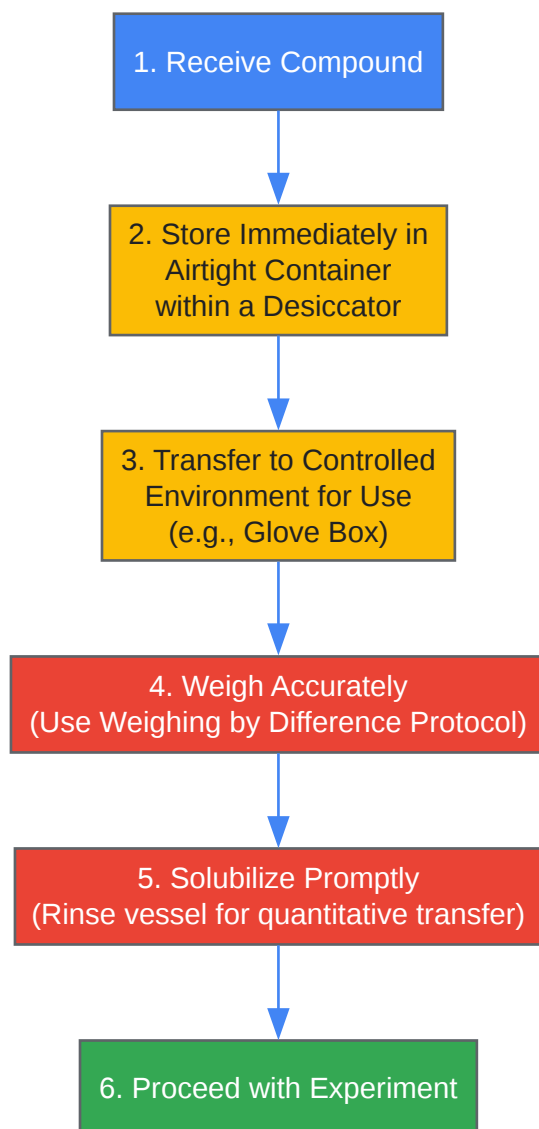 1. Receive Compound
2. Store Immediately in
Airtight Container
within a Desiccator
3. Transfer to Controlled
Environment for Use
(e.g., Glove Box)
4. Weigh Accurately
(Use Weighing by Difference Protocol)
5. Solubilize Promptly
(Rinse vessel for quantitative transfer)
6. Proceed with Experiment